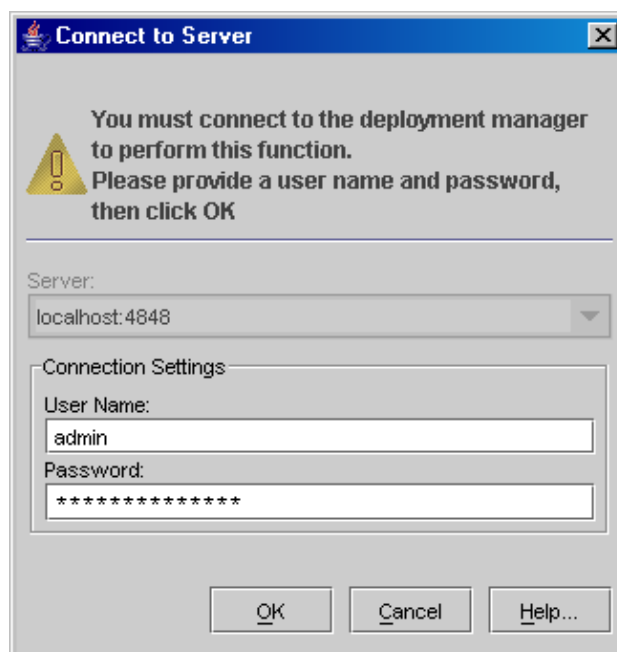 Connect to Server
You must connect to the deployment manager
to perform this function.
Please provide a user name and password,
then click OK
Server:
localhost:4848
Connection Settings
User Name:
admin
Password:
**************
OK
Cancel
Help...